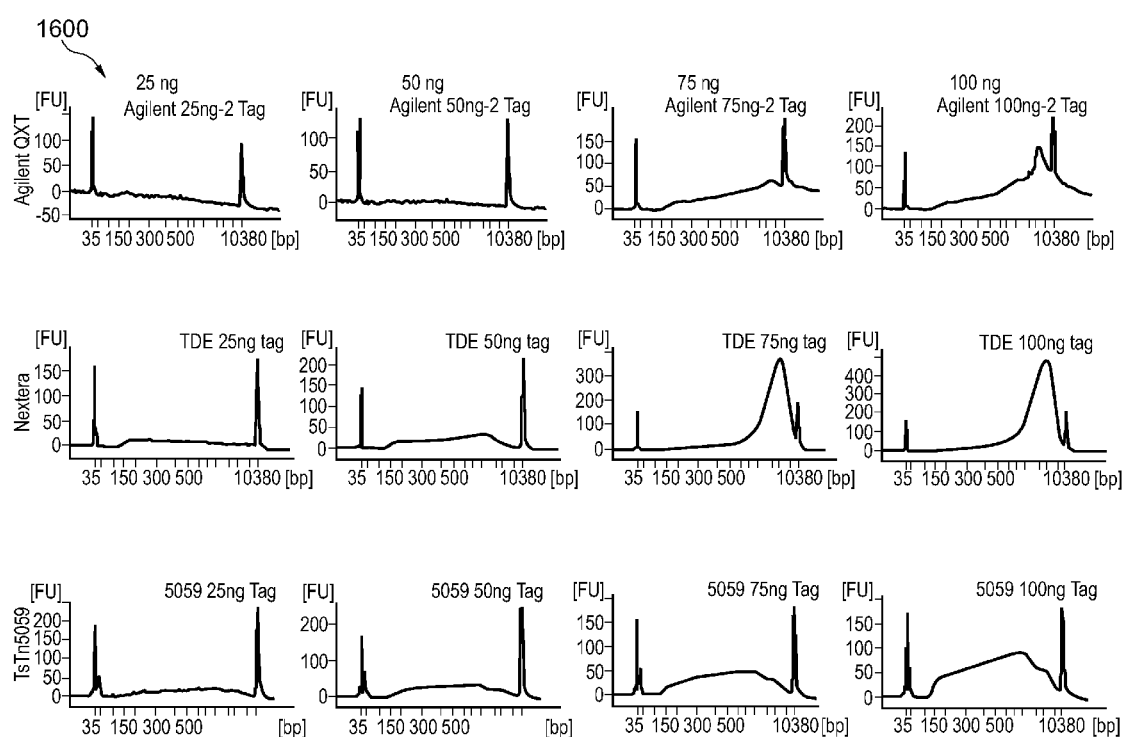 1600
25 ng
50 ng
75 ng
100 ng
[FU] Agilent 25ng-2 Tag
[FU] Agilent 50ng-2 Tag
[FU] Agilent 75ng-2 Tag
[FU] Agilent 100ng-2 Tag
Agilent QXT
100
50
0
-50
35 150 300 500 10380 [bp]
100
50
0
35 150 300 500 10380 [bp]
150
100
50
0
35 150 300 500 10380 [bp]
200
150
100
50
0
35 150 300 500 10380 [bp]
[FU] TDE 25ng tag
[FU] TDE 50ng tag
[FU] TDE 75ng tag
[FU] TDE 100ng tag
Nextera
150
100
50
0
35 150 300 500 10380 [bp]
200
150
100
50
0
35 150 300 500 10380 [bp]
300
200
100
0
35 150 300 500 10380 [bp]
400
300
200
100
0
35 150 300 500 10380 [bp]
[FU] 5059 25ng Tag
[FU] 5059 50ng Tag
[FU] 5059 75ng Tag
[FU] 5059 100ng Tag
TsTn5059
200
150
100
50
0
35 150 300 500 [bp]
200
100
0
35 150 300 500 [bp]
150
100
50
0
35 150 300 500 10380 [bp]
150
100
50
0
35 150 300 500 10380 [bp]